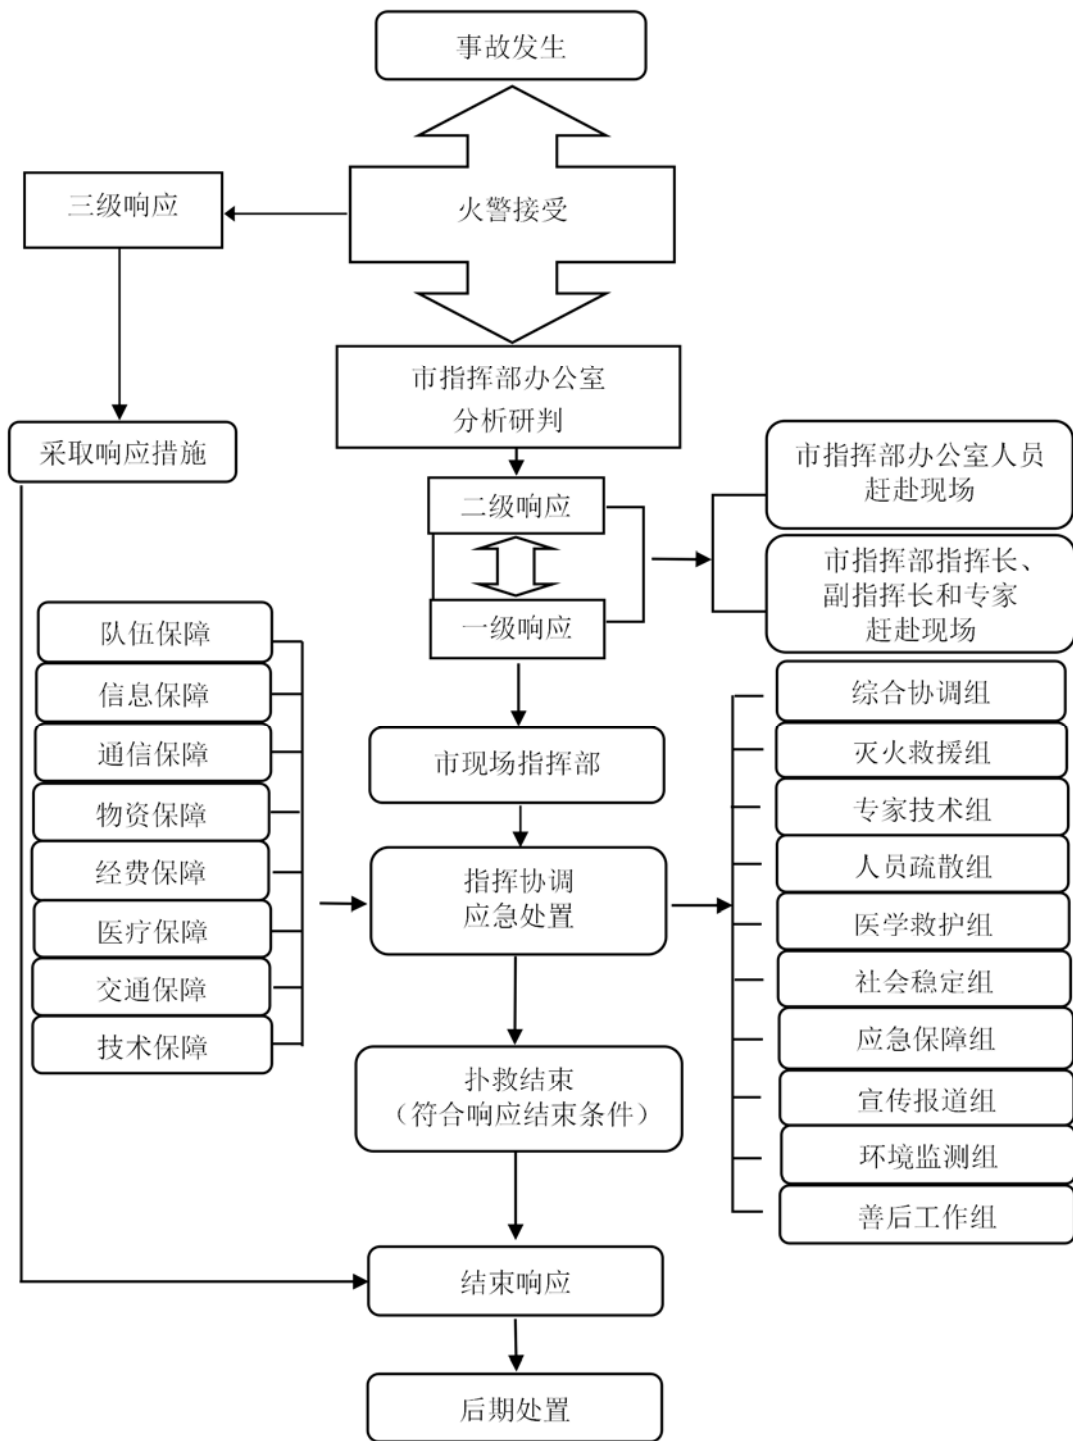 事故发生
火警接受
三级响应
市指挥部办公室
分析研判
采取响应措施
二级响应
一级响应
市指挥部办公室人员
赶赴现场
市指挥部指挥长、
副指挥长和专家
赶赴现场
队伍保障
信息保障
通信保障
物资保障
经费保障
医疗保障
交通保障
技术保障
市现场指挥部
指挥协调
应急处置
综合协调组
灭火救援组
专家技术组
人员疏散组
医学救护组
社会稳定组
应急保障组
宣传报道组
环境监测组
善后工作组
扑救结束
（符合响应结束条件）
结束响应
后期处置